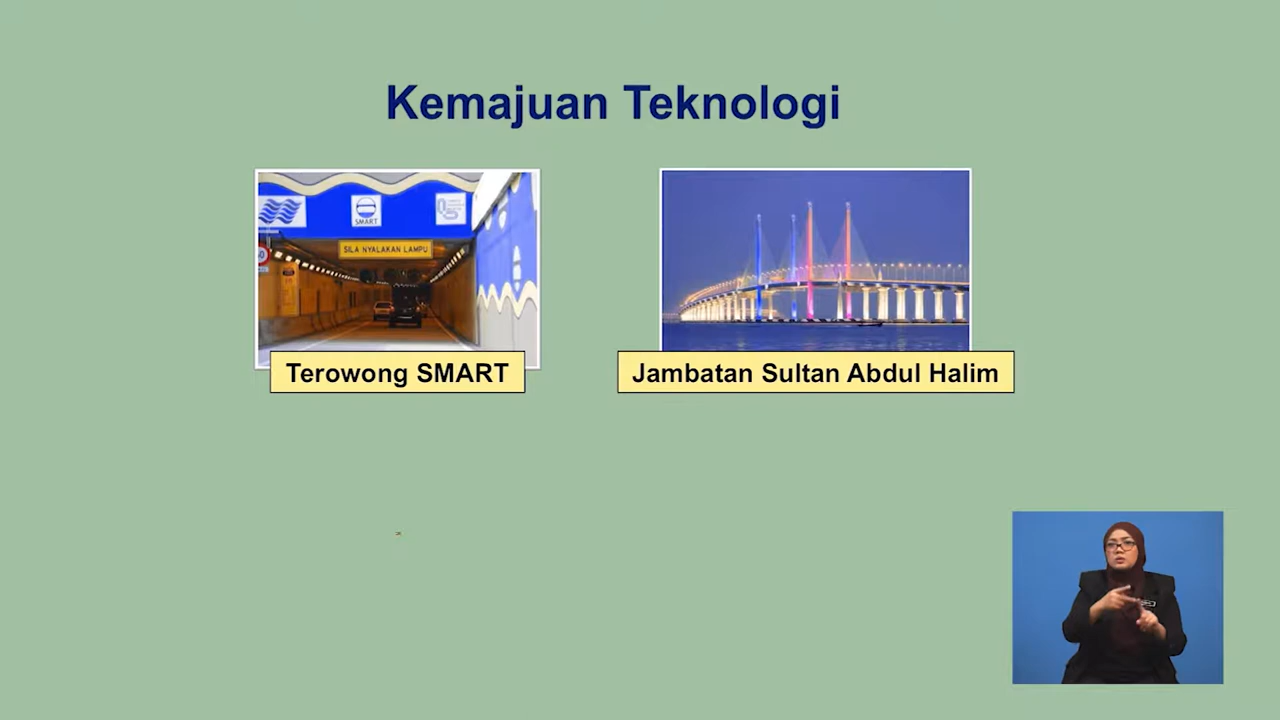 Kemajuan Teknologi
SMART
SILA NYALAKAN LAMPU
Terowong SMART
Jambatan Sultan Abdul Halim